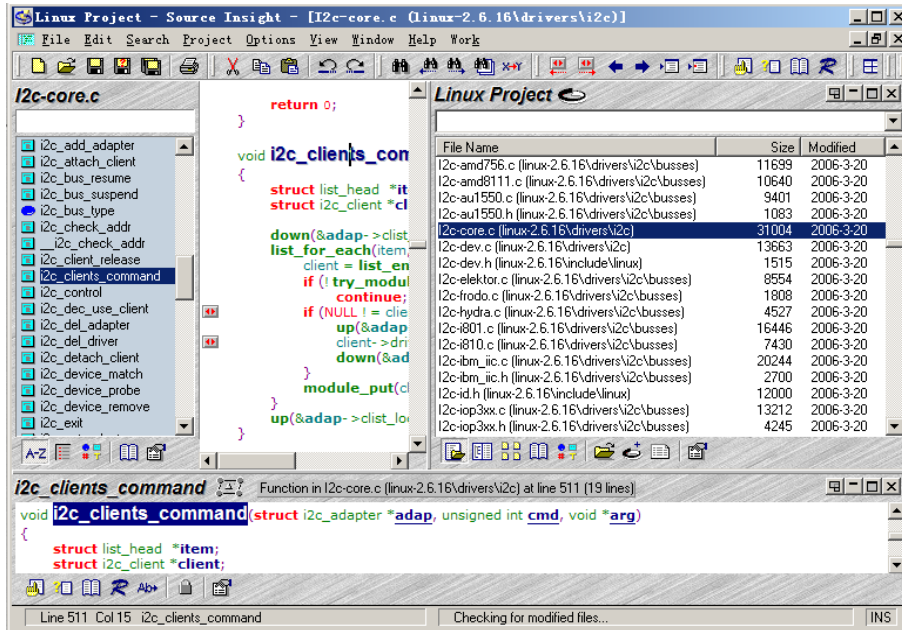 Linux Project - Source Insight - [I2c-core.c (linux-2.6.16\drivers\i2c)]
File Edit Search Project Options View Window Help Work
I2c-core.c
i2c_add_adapter
i2c_attach_client
i2c_bus_resume
i2c_bus_suspend
i2c_bus_type
i2c_check_addr
__i2c_check_addr
i2c_client_release
i2c_clients_command
i2c_control
i2c_dec_use_client
i2c_del_adapter
i2c_del_driver
i2c_detach_client
i2c_device_match
i2c_device_probe
i2c_device_remove
i2c_exit
A-Z
return 0;
}
void i2c_clients_com
{
struct list_head *it
struct i2c_client *cl
down(&adap->clist_
list_for_each(item,
client = list_en
if (!try_modul
continue;
if (NULL != clie
up(&adap
client->dri
down(&ad
}
module_put(cl
}
up(&adap->clist_lo
}
Linux Project
File Name Size Modified
I2c-amd756.c (linux-2.6.16\drivers\i2c\busses) 11699 2006-3-20
I2c-amd8111.c (linux-2.6.16\drivers\i2c\busses) 10640 2006-3-20
I2c-au1550.c (linux-2.6.16\drivers\i2c\busses) 9401 2006-3-20
I2c-au1550.h (linux-2.6.16\drivers\i2c\busses) 1083 2006-3-20
I2c-core.c (linux-2.6.16\drivers\i2c) 31004 2006-3-20
I2c-dev.c (linux-2.6.16\drivers\i2c) 13663 2006-3-20
I2c-dev.h (linux-2.6.16\include\linux) 1515 2006-3-20
I2c-elektor.c (linux-2.6.16\drivers\i2c\busses) 8554 2006-3-20
I2c-frodo.c (linux-2.6.16\drivers\i2c\busses) 1808 2006-3-20
I2c-hydra.c (linux-2.6.16\drivers\i2c\busses) 4527 2006-3-20
I2c-i801.c (linux-2.6.16\drivers\i2c\busses) 16446 2006-3-20
I2c-i810.c (linux-2.6.16\drivers\i2c\busses) 7430 2006-3-20
I2c-ibm_iic.c (linux-2.6.16\drivers\i2c\busses) 20244 2006-3-20
I2c-ibm_iic.h (linux-2.6.16\drivers\i2c\busses) 2700 2006-3-20
I2c-id.h (linux-2.6.16\include\linux) 12000 2006-3-20
I2c-iop3xx.c (linux-2.6.16\drivers\i2c\busses) 13212 2006-3-20
I2c-iop3xx.h (linux-2.6.16\drivers\i2c\busses) 4245 2006-3-20
i2c_clients_command Function in I2c-core.c (linux-2.6.16\drivers\i2c) at line 511 (19 lines)
void i2c_clients_command(struct i2c_adapter *adap, unsigned int cmd, void *arg)
{
struct list_head *item;
struct i2c_client *client;
Line 511 Col 15 i2c_clients_command
Checking for modified files...
INS